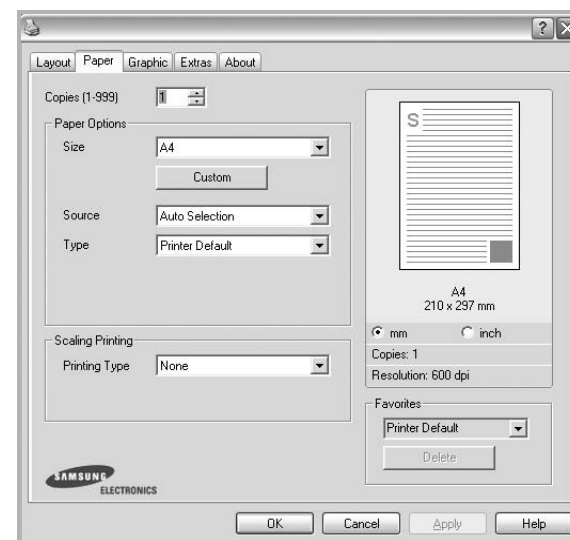 Layout Paper Graphic Extras About
Copies (1-999) 1
Paper Options
Size A4
Custom
Source Auto Selection
Type Printer Default
Scaling Printing
Printing Type None
S
A4
210 x 297 mm
mm inch
Copies: 1
Resolution: 600 dpi
Favorites
Printer Default
Delete
SAMSUNG
ELECTRONICS
OK Cancel Apply Help